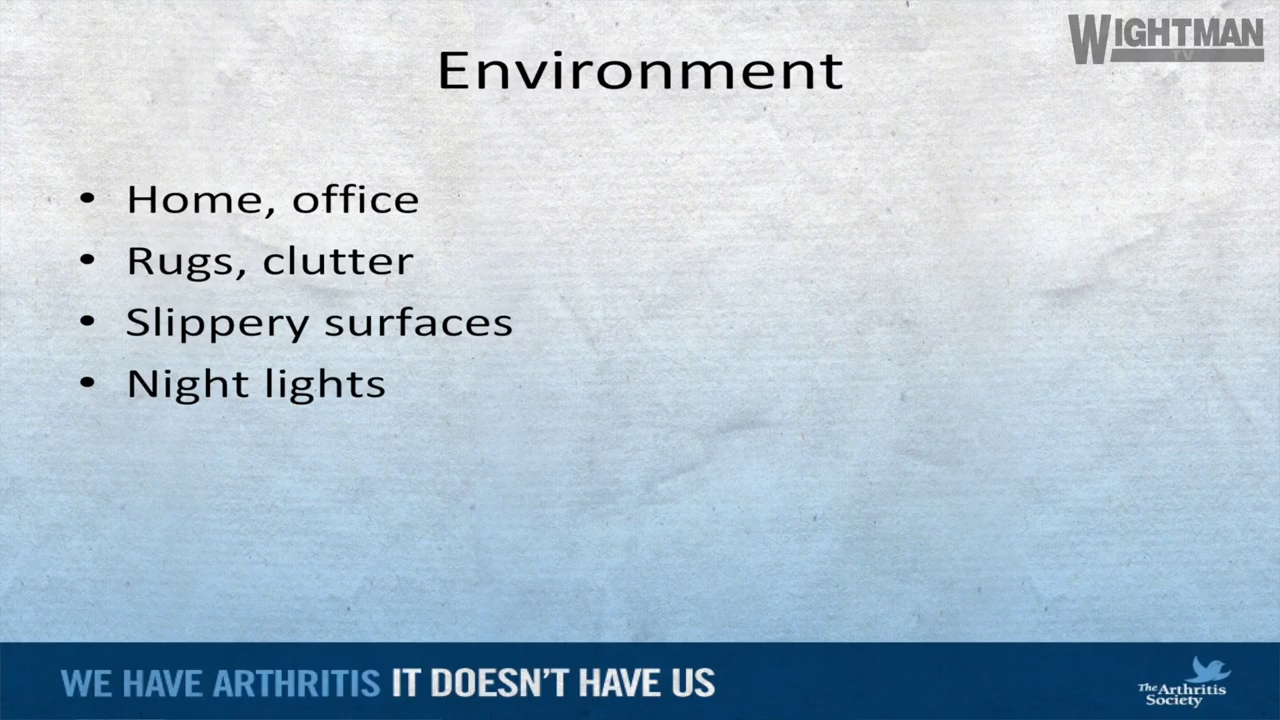 WIGHTMAN
TV
Environment
• Home, office
• Rugs, clutter
• Slippery surfaces
• Night lights
WE HAVE ARTHRITIS IT DOESN'T HAVE US
The Arthritis
Society